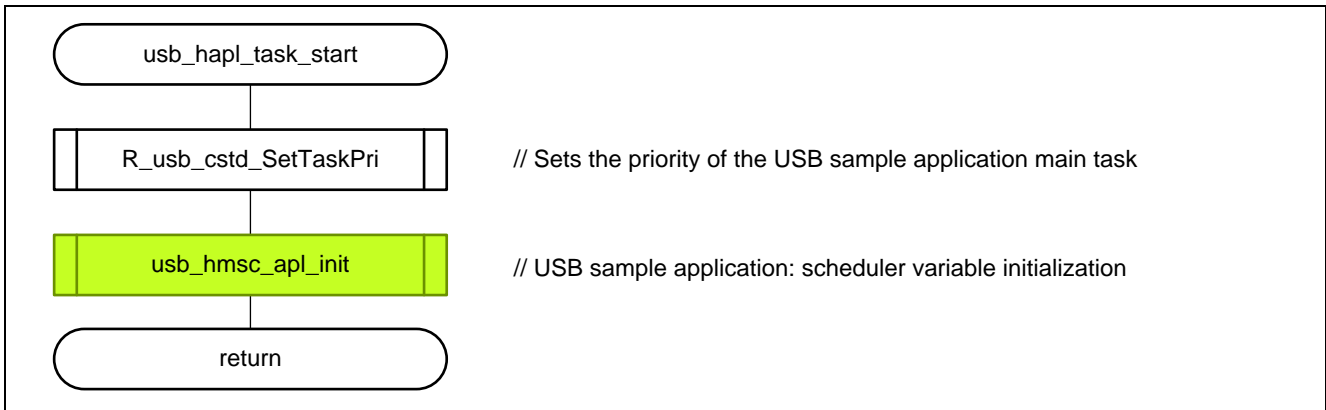 usb_hapl_task_start
R_usb_cstd_SetTaskPri // Sets the priority of the USB sample application main task
usb_hmsc_apl_init // USB sample application: scheduler variable initialization
return